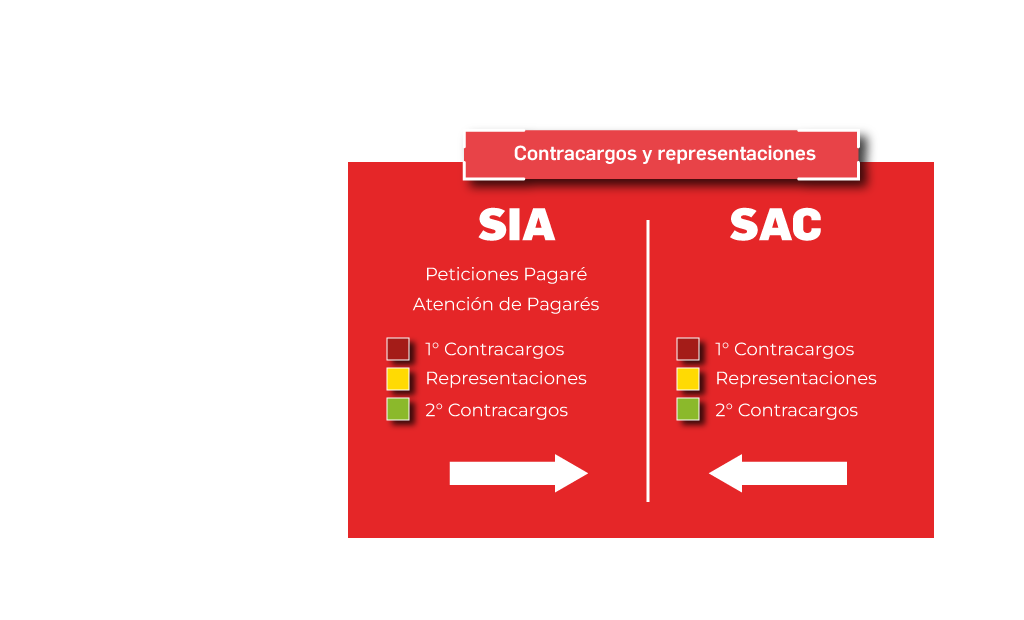 Contracargos y representaciones
SIA
Peticiones Pagaré
Atención de Pagarés
1° Contracargos
Representaciones
2° Contracargos
SAC
1° Contracargos
Representaciones
2° Contracargos